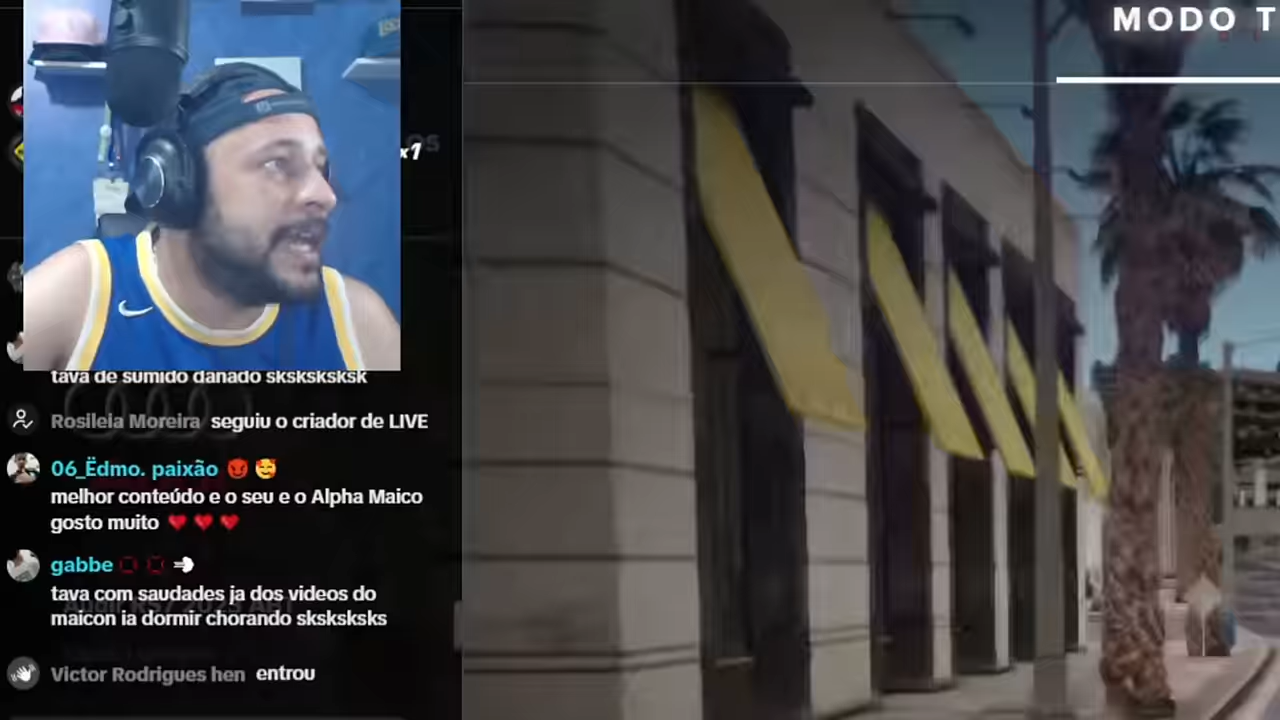 MODO T
x1
tava de sumido danado sksksksksk
Rosileia Moreira seguiu o criador de LIVE
06_Ëdmo. paixão 😡 🥰
melhor conteúdo e o seu e o Alpha Maico
gosto muito ❤️ ❤️ ❤️
gabbe 💢 💢 💨
tava com saudades ja dos videos do
maicon ia dormir chorando sksksksks
Victor Rodrigues hen entrou